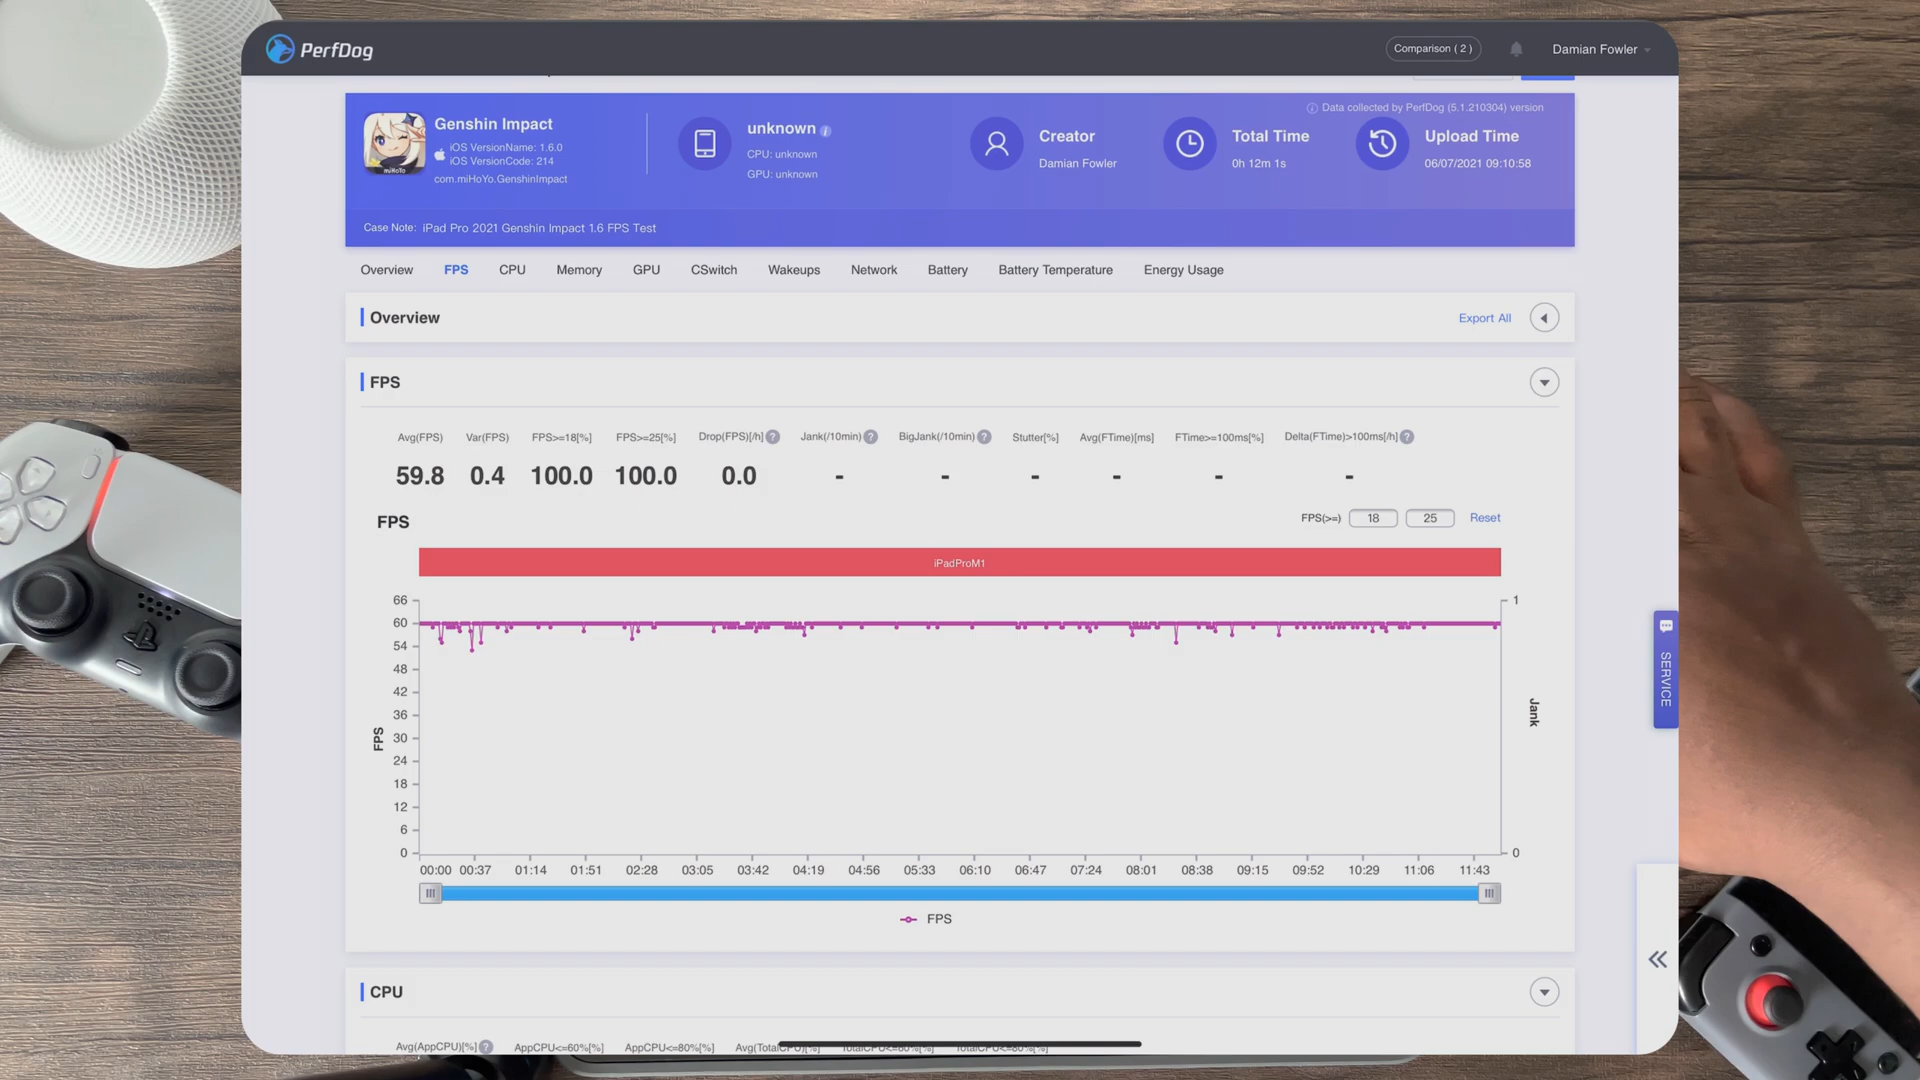 PerfDog
Comparison ( 2 )
Damian Fowler
Data collected by PerfDog (5.1.210304) version
Genshin Impact
iOS VersionName: 1.6.0
iOS VersionCode: 214
com.miHoYo.GenshinImpact
miHoYo
unknown
CPU: unknown
GPU: unknown
Creator
Damian Fowler
Total Time
0h 12m 1s
Upload Time
06/07/2021 09:10:58
Case Note: iPad Pro 2021 Genshin Impact 1.6 FPS Test
Overview FPS CPU Memory GPU CSwitch Wakeups Network Battery Battery Temperature Energy Usage
Overview
Export All
FPS
Avg(FPS) Var(FPS) FPS>=18[%] FPS>=25[%] Drop(FPS)[/h] ? Jank(/10min) ? BigJank(/10min) ? Stutter[%] Avg(FTime)[ms] FTime>=100ms[%] Delta(FTime)>100ms[/h] ?
59.8 0.4 100.0 100.0 0.0 - - - - - -
FPS
FPS(>=) 18 25 Reset
iPadProM1
66
60
54
48
42
36
30
24
18
12
6
0
FPS
1
0
Jank
00:00 00:37 01:14 01:51 02:28 03:05 03:42 04:19 04:56 05:33 06:10 06:47 07:24 08:01 08:38 09:15 09:52 10:29 11:06 11:43
FPS
SERVICE
CPU
Avg(AppCPU)[%] ? AppCPU<=60%[%] AppCPU<=80%[%] Avg(TotalCPU)[%] TotalCPU<=60%[%] TotalCPU<=80%[%]